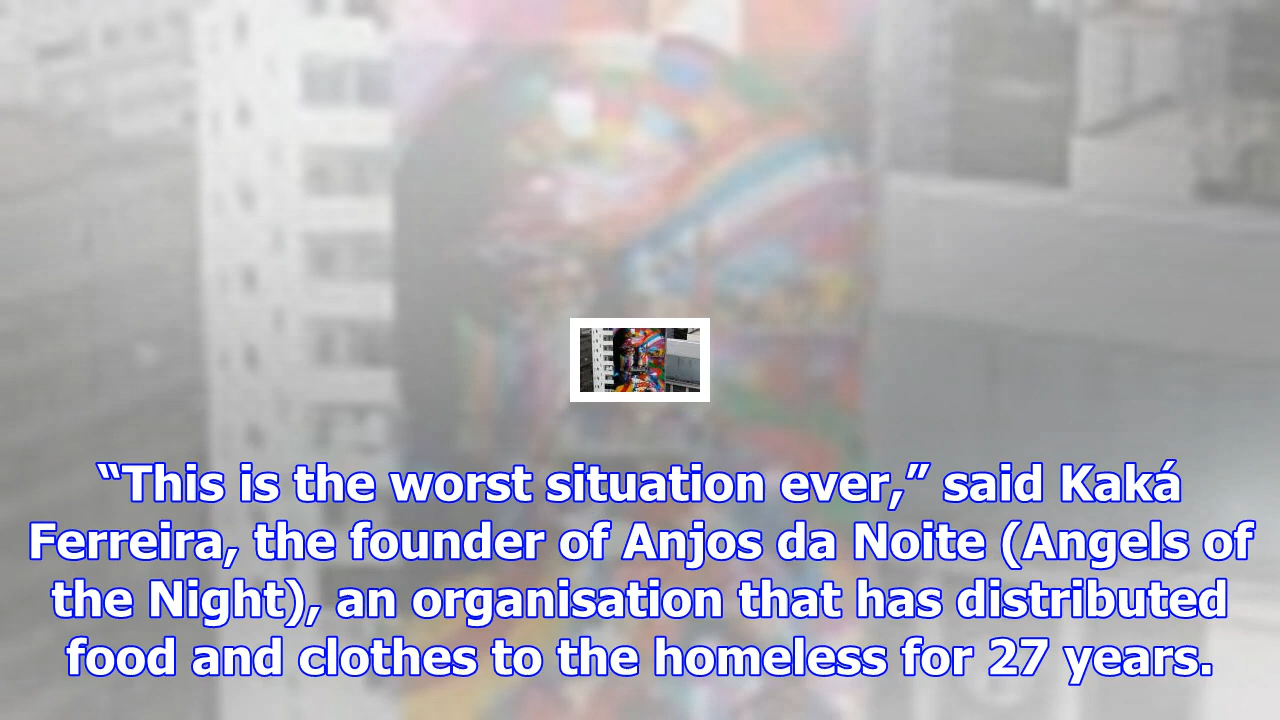 “This is the worst situation ever,” said Kaká
Ferreira, the founder of Anjos da Noite (Angels of
the Night), an organisation that has distributed
food and clothes to the homeless for 27 years.